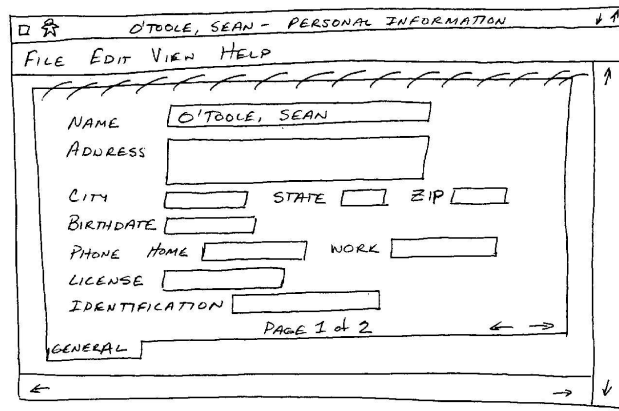 O'TOOLE, SEAN - PERSONAL INFORMATION
FILE EDIT VIEW HELP
NAME O'TOOLE, SEAN
ADDRESS
CITY STATE ZIP
BIRTHDATE
PHONE HOME WORK
LICENSE
IDENTIFICATION
PAGE 1 of 2
GENERAL